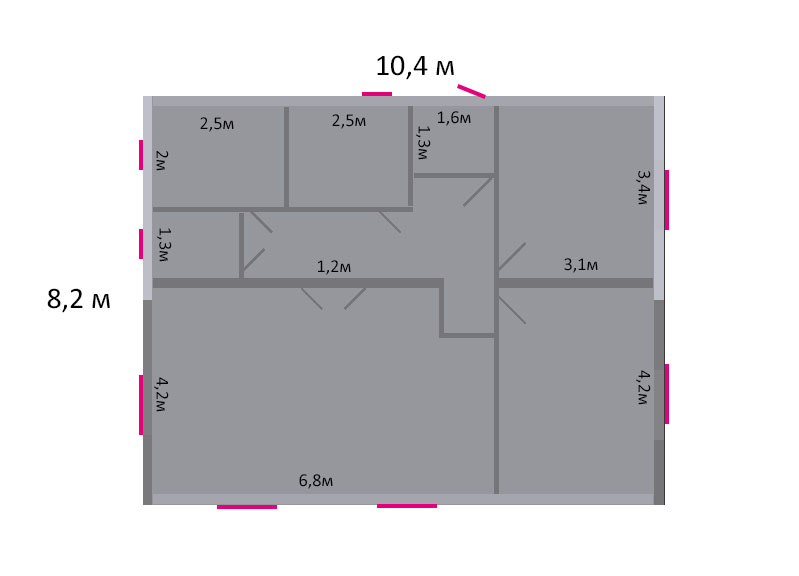 10,4 м
2,5м
2,5м
1,6м
1,3м
2м
3,4м
1,3м
1,2м
3,1м
8,2 м
4,2м
4,2м
6,8м